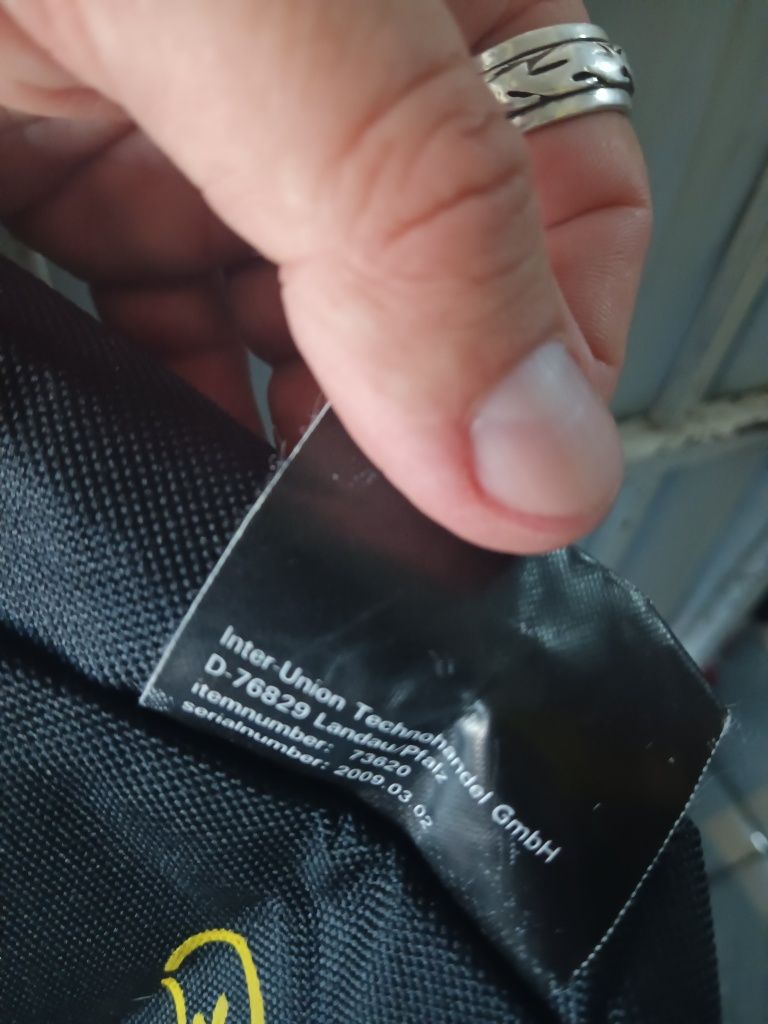 Inter-Union Technohandel GmbH
D-76829 Landau/Pfalz
itemnumber: 73620
serialnumber: 2009.03.02